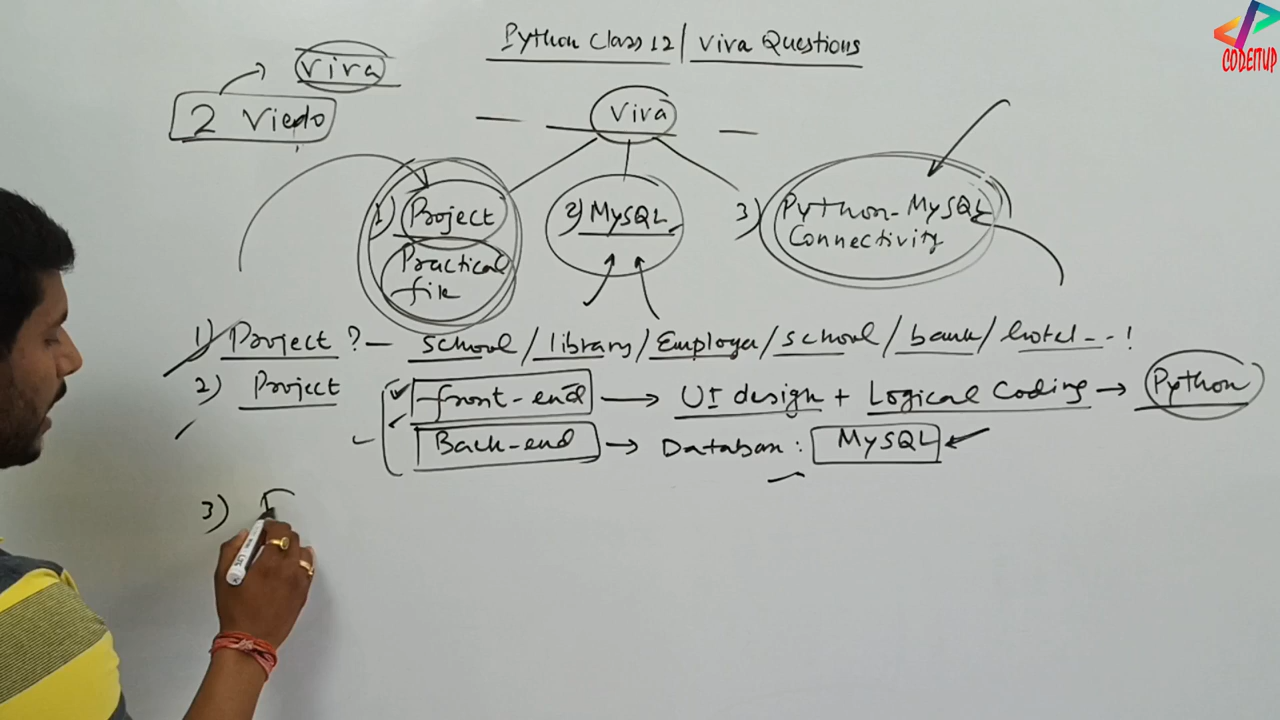 Python Class 12 | Viva Questions
CODEITUP
Viva
2 Viedo
Viva
1) Project
Practical
file
2) MySQL
3) Python-MySQL
Connectivity
1) Project ? — school / library / Employee / school / bank / hotel --- !
2) Project front-end → UI design + Logical Coding → Python
Back-end → Database : MySQL
3)